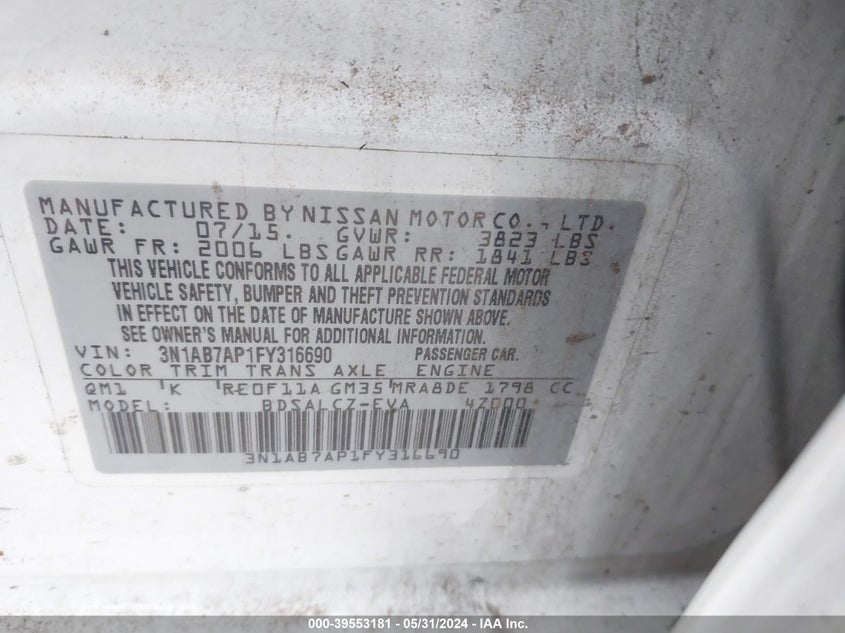 MANUFACTURED BY NISSAN MOTOR CO., LTD.
DATE: 07/15. GVWR: 3823 LBS
GAWR FR: 2006 LBS GAWR RR: 1841 LBS
THIS VEHICLE CONFORMS TO ALL APPLICABLE FEDERAL MOTOR
VEHICLE SAFETY, BUMPER AND THEFT PREVENTION STANDARDS
IN EFFECT ON THE DATE OF MANUFACTURE SHOWN ABOVE.
SEE OWNER'S MANUAL FOR ADDITIONAL INFORMATION.
VIN: 3N1AB7AP1FY316690 PASSENGER CAR.
COLOR TRIM TRANS AXLE ENGINE
QM1 K RE0F11A GM35 MRA8DE 1798 CC
MODEL: BDSALCZ-EVA 4Z000
3N1AB7AP1FY316690
000-39553181 - 05/31/2024 - IAA Inc.